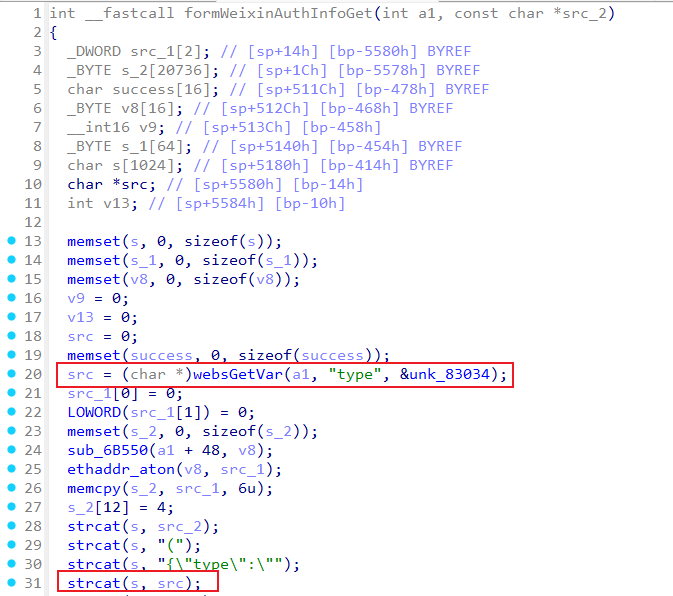 1 int __fastcall formWeixinAuthInfoGet(int a1, const char *src_2)
2 {
3 _DWORD src_1[2]; // [sp+14h] [bp-5580h] BYREF
4 _BYTE s_2[20736]; // [sp+1Ch] [bp-5578h] BYREF
5 char success[16]; // [sp+511Ch] [bp-478h] BYREF
6 _BYTE v8[16]; // [sp+512Ch] [bp-468h] BYREF
7 __int16 v9; // [sp+513Ch] [bp-458h]
8 _BYTE s_1[64]; // [sp+5140h] [bp-454h] BYREF
9 char s[1024]; // [sp+5180h] [bp-414h] BYREF
10 char *src; // [sp+5580h] [bp-14h]
11 int v13; // [sp+5584h] [bp-10h]
12
13 memset(s, 0, sizeof(s));
14 memset(s_1, 0, sizeof(s_1));
15 memset(v8, 0, sizeof(v8));
16 v9 = 0;
17 v13 = 0;
18 src = 0;
19 memset(success, 0, sizeof(success));
20 src = (char *)websGetVar(a1, "type", &unk_83034);
21 src_1[0] = 0;
22 LOWORD(src_1[1]) = 0;
23 memset(s_2, 0, sizeof(s_2));
24 sub_6B550(a1 + 48, v8);
25 ethaddr_aton(v8, src_1);
26 memcpy(s_2, src_1, 6u);
27 s_2[12] = 4;
28 strcat(s, src_2);
29 strcat(s, "(");
30 strcat(s, "{\"type\":\"");
31 strcat(s, src);